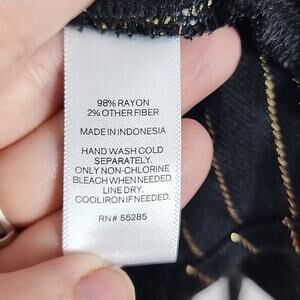 98% RAYON
2% OTHER FIBER
MADE IN INDONESIA
HAND WASH COLD
SEPARATELY.
ONLY NON-CHLORINE
BLEACH WHEN NEEDED.
LINE DRY.
COOL IRON IF NEEDED.
RN# 55285